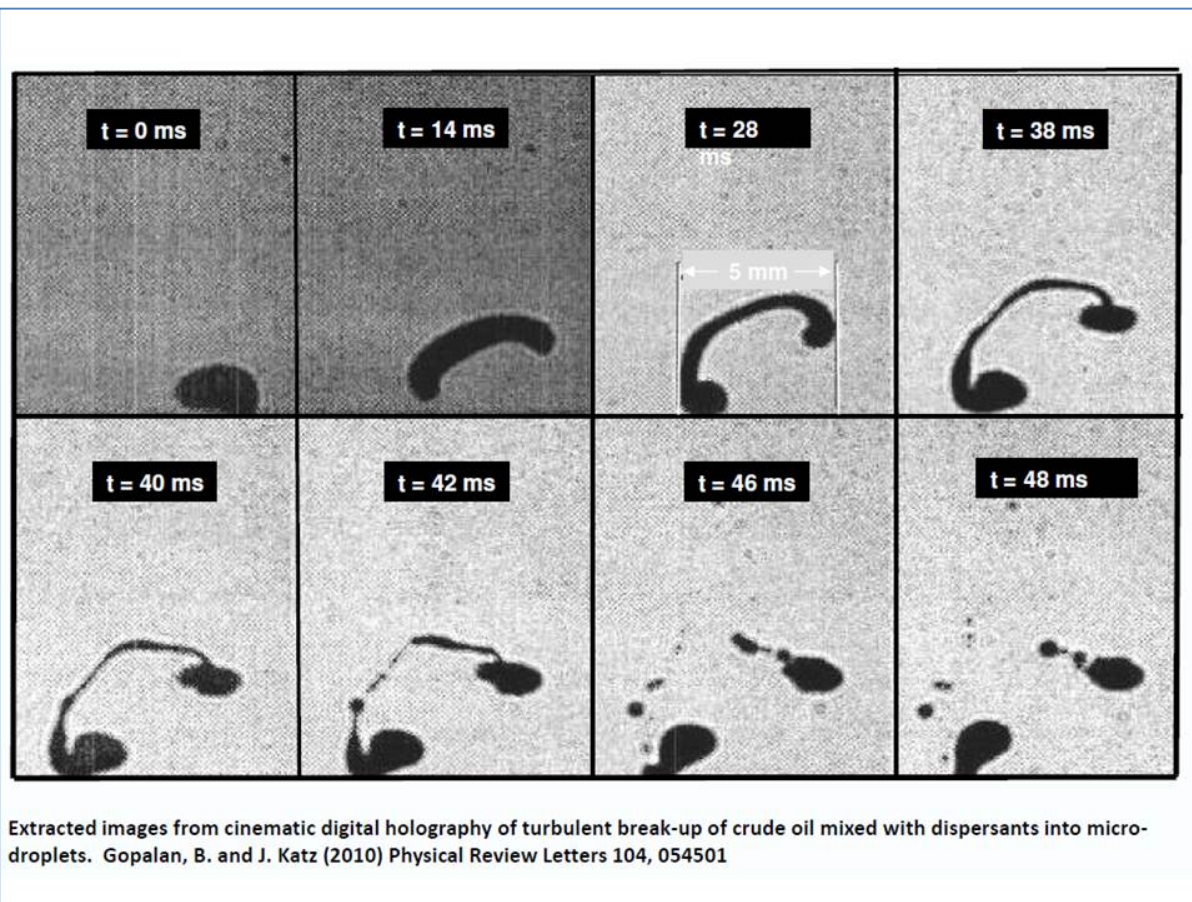 t = 0 ms
t = 14 ms
t = 28
ms
t = 38 ms
5 mm
t = 40 ms
t = 42 ms
t = 46 ms
t = 48 ms
Extracted images from cinematic digital holography of turbulent break-up of crude oil mixed with dispersants into micro-
droplets. Gopalan, B. and J. Katz (2010) Physical Review Letters 104, 054501